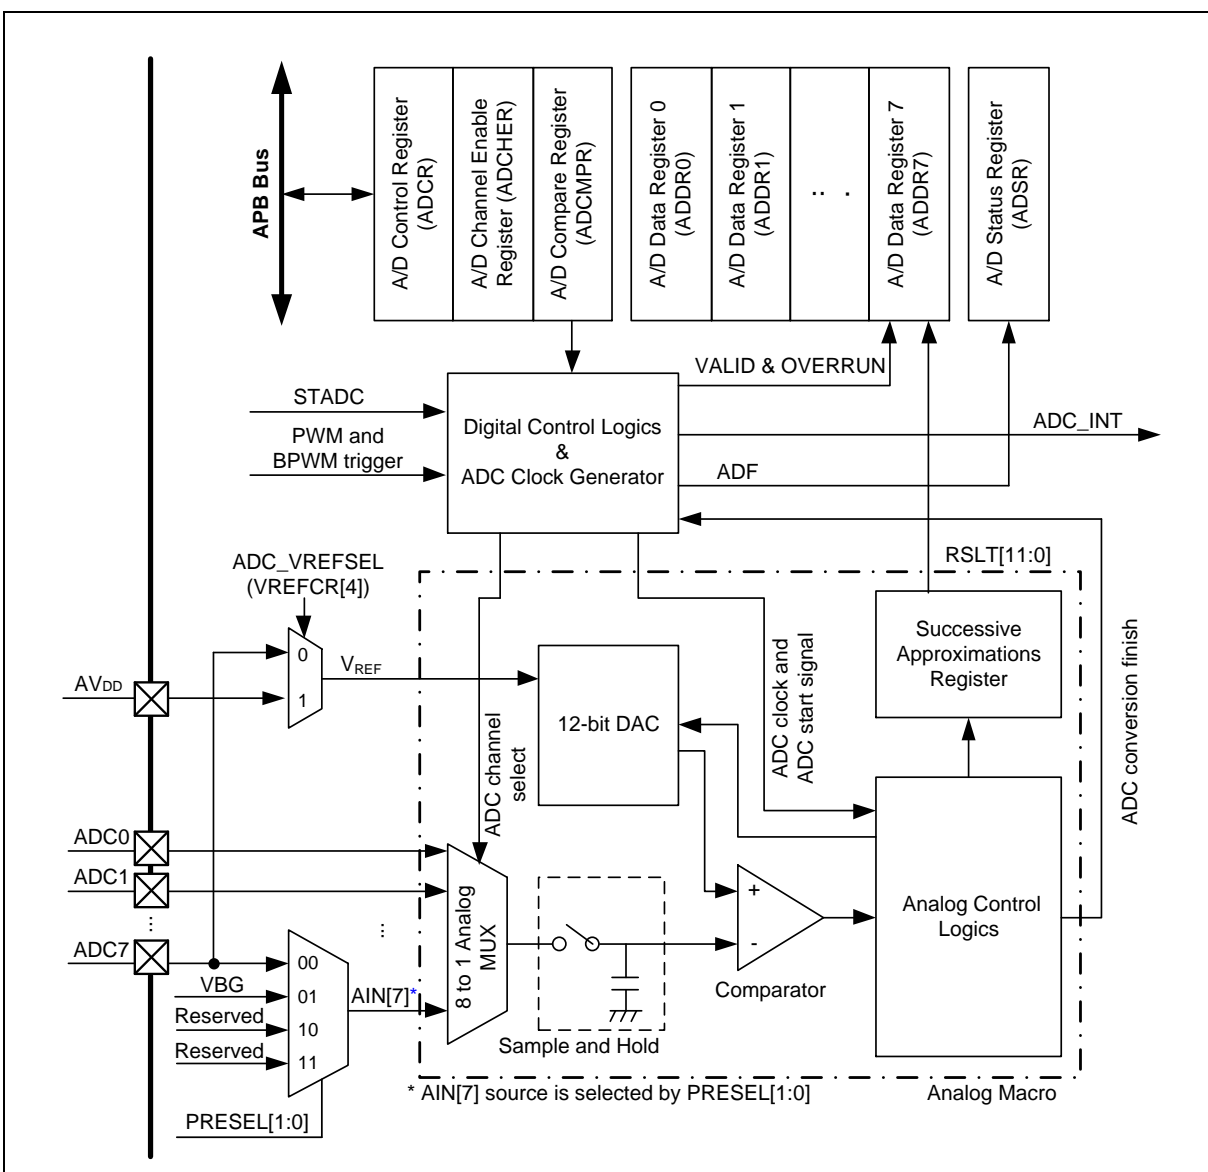 APB Bus
A/D Control Register
(ADCR)
A/D Channel Enable
Register (ADCHER)
A/D Compare Register
(ADCMPR)
A/D Data Register 0
(ADDR0)
A/D Data Register 1
(ADDR1)
.. .
A/D Data Register 7
(ADDR7)
A/D Status Register
(ADSR)
VALID & OVERRUN
STADC
PWM and
BPWM trigger
Digital Control Logics
&
ADC Clock Generator
ADC_INT
ADF
RSLT[11:0]
ADC_VREFSEL
(VREFCR[4])
0
1
VREF
AVDD
12-bit DAC
ADC channel
select
ADC clock and
ADC start signal
Successive
Approximations
Register
ADC conversion finish
ADC0
ADC1
...
ADC7
...
VBG
Reserved
Reserved
00
01
10
11
AIN[7]*
8 to 1 Analog
MUX
+
-
Comparator
Analog Control
Logics
Sample and Hold
* AIN[7] source is selected by PRESEL[1:0]
Analog Macro
PRESEL[1:0]